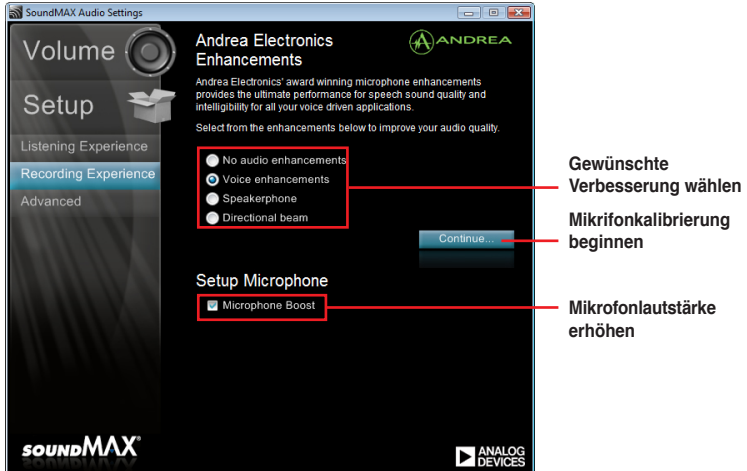 SoundMAX Audio Settings
Volume
Setup
Listening Experience
Recording Experience
Advanced
Andrea Electronics
Enhancements
ANDREA
Andrea Electronics' award winning microphone enhancements
provides the ultimate performance for speech sound quality and
intelligibility for all your voice driven applications.
Select from the enhancements below to improve your audio quality.
No audio enhancements
Voice enhancements
Speakerphone
Directional beam
Continue...
Setup Microphone
Microphone Boost
SOUNDMAX
ANALOG
DEVICES
Gewünschte
Verbesserung wählen
Mikrifonkalibrierung
beginnen
Mikrofonlautstärke
erhöhen